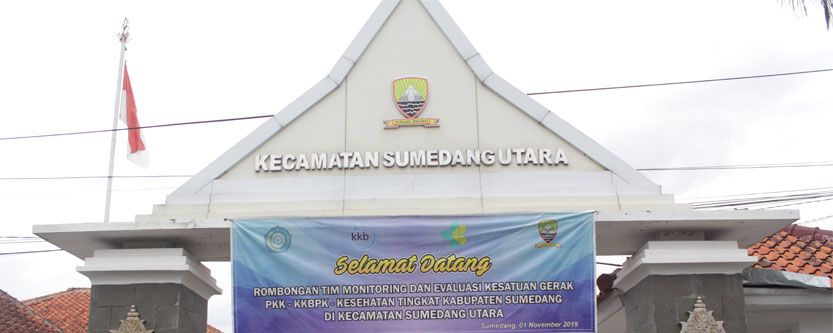 KECAMATAN SUMEDANG UTARA
kkb
Selamat Datang
ROMBONGAN TIM MONITORING DAN EVALUASI KESATUAN GERAK
PKK - KKBPK - KESEHATAN TINGKAT KABUPATEN SUMEDANG
DI KECAMATAN SUMEDANG UTARA
Sumedang, 01 November 2019